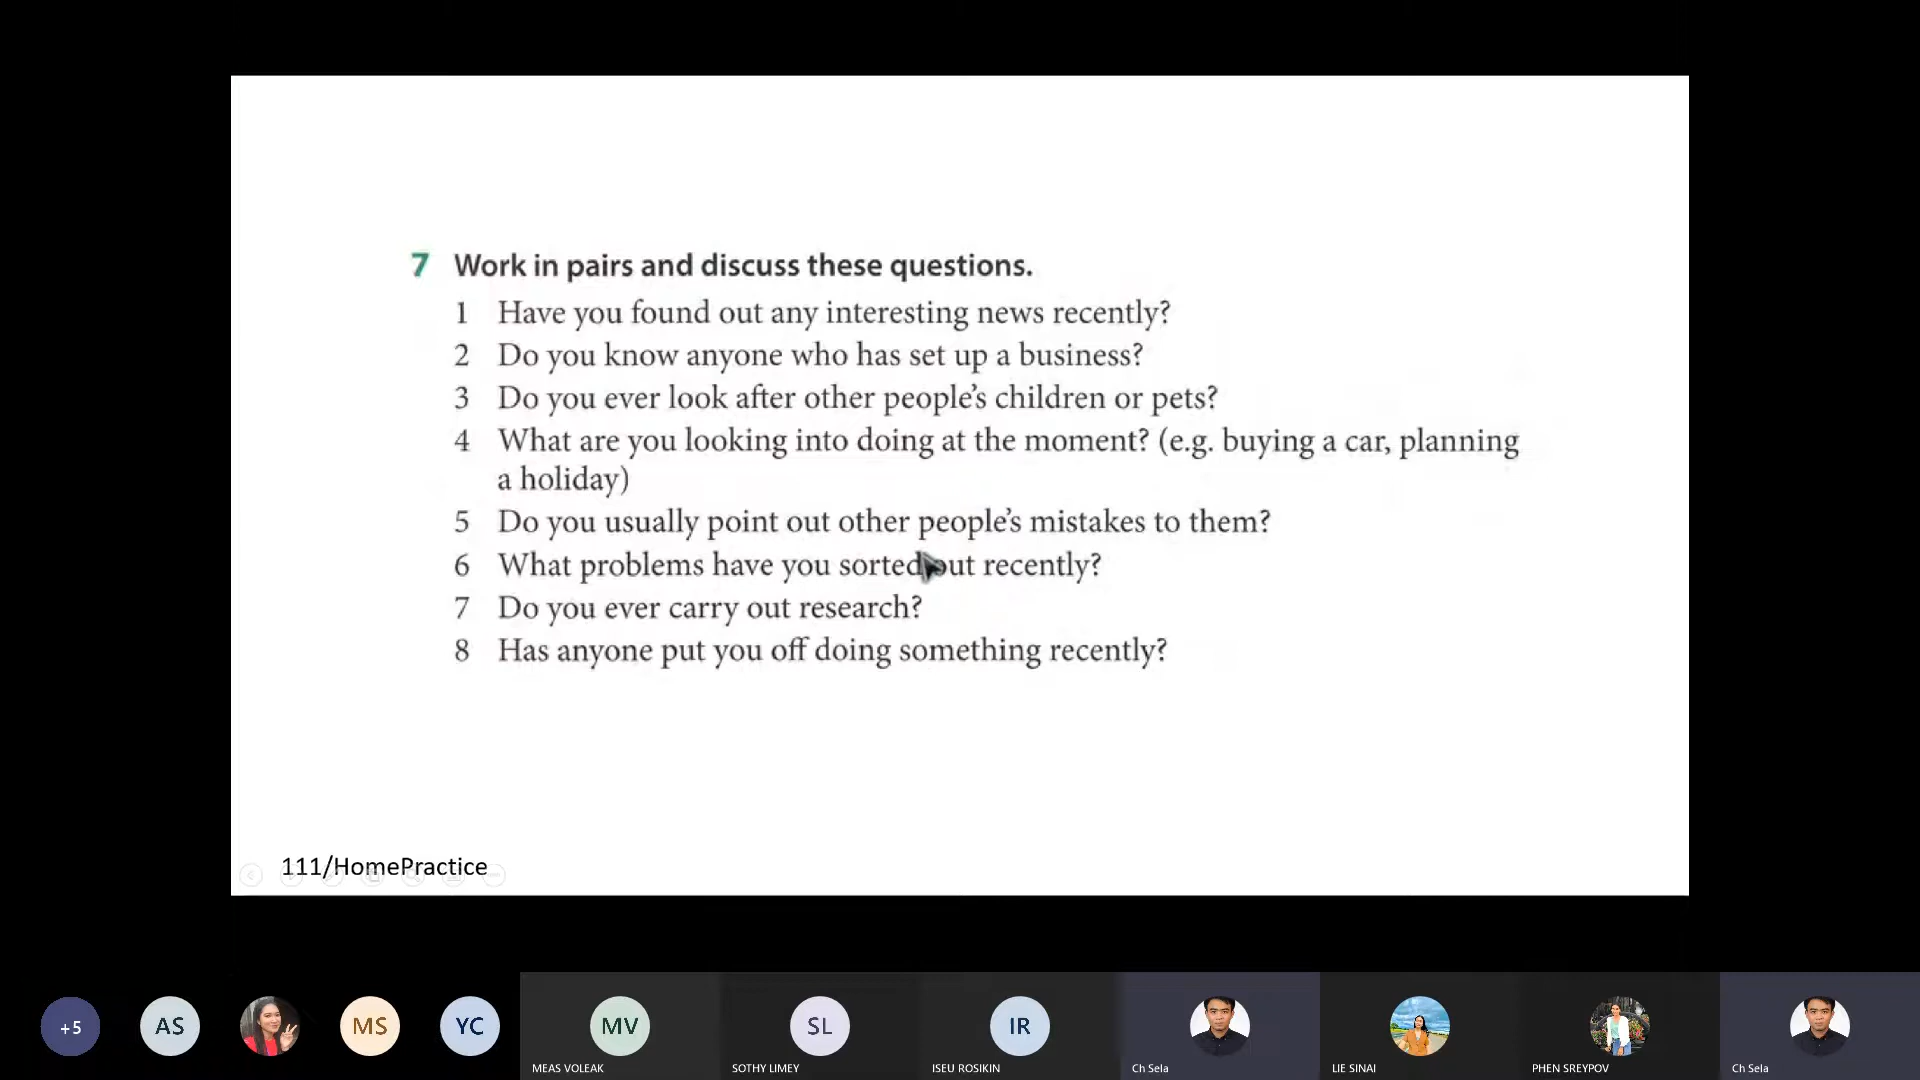 7 Work in pairs and discuss these questions.
1 Have you found out any interesting news recently?
2 Do you know anyone who has set up a business?
3 Do you ever look after other people's children or pets?
4 What are you looking into doing at the moment? (e.g. buying a car, planning
a holiday)
5 Do you usually point out other people's mistakes to them?
6 What problems have you sorted out recently?
7 Do you ever carry out research?
8 Has anyone put you off doing something recently?
111/HomePractice
+5 AS MS YC MV SL IR
MEAS VOLEAK SOTHY LIMEY ISEU ROSIKIN Ch Sela LIE SINAI PHEN SREYPOV Ch Sela